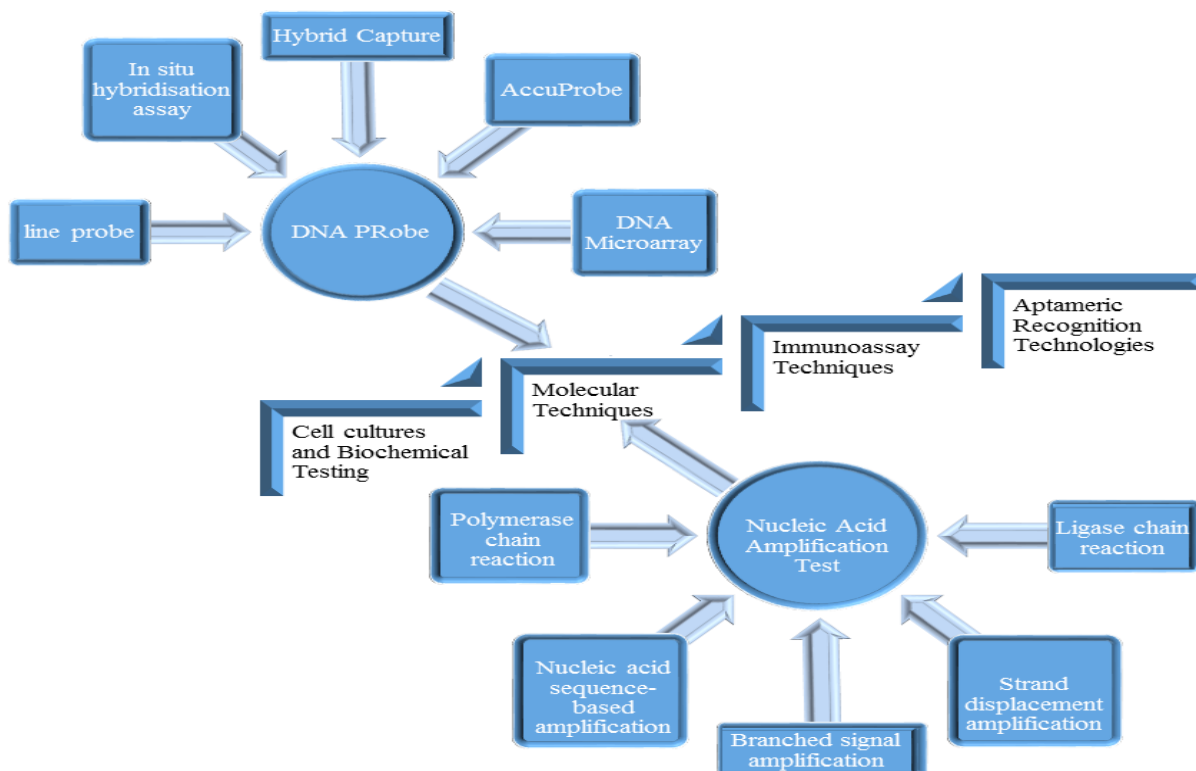 Hybrid Capture
In situ
hybridisation
assay
AccuProbe
line probe
DNA PRobe
DNA
Microarray
Aptameric
Recognition
Technologies
Immunoassay
Techniques
Molecular
Techniques
Cell cultures
and Biochemical
Testing
Polymerase
chain
reaction
Nucleic Acid
Amplification
Test
Ligase chain
reaction
Nucleic acid
sequence-
based
amplification
Branched signal
amplification
Strand
displacement
amplification